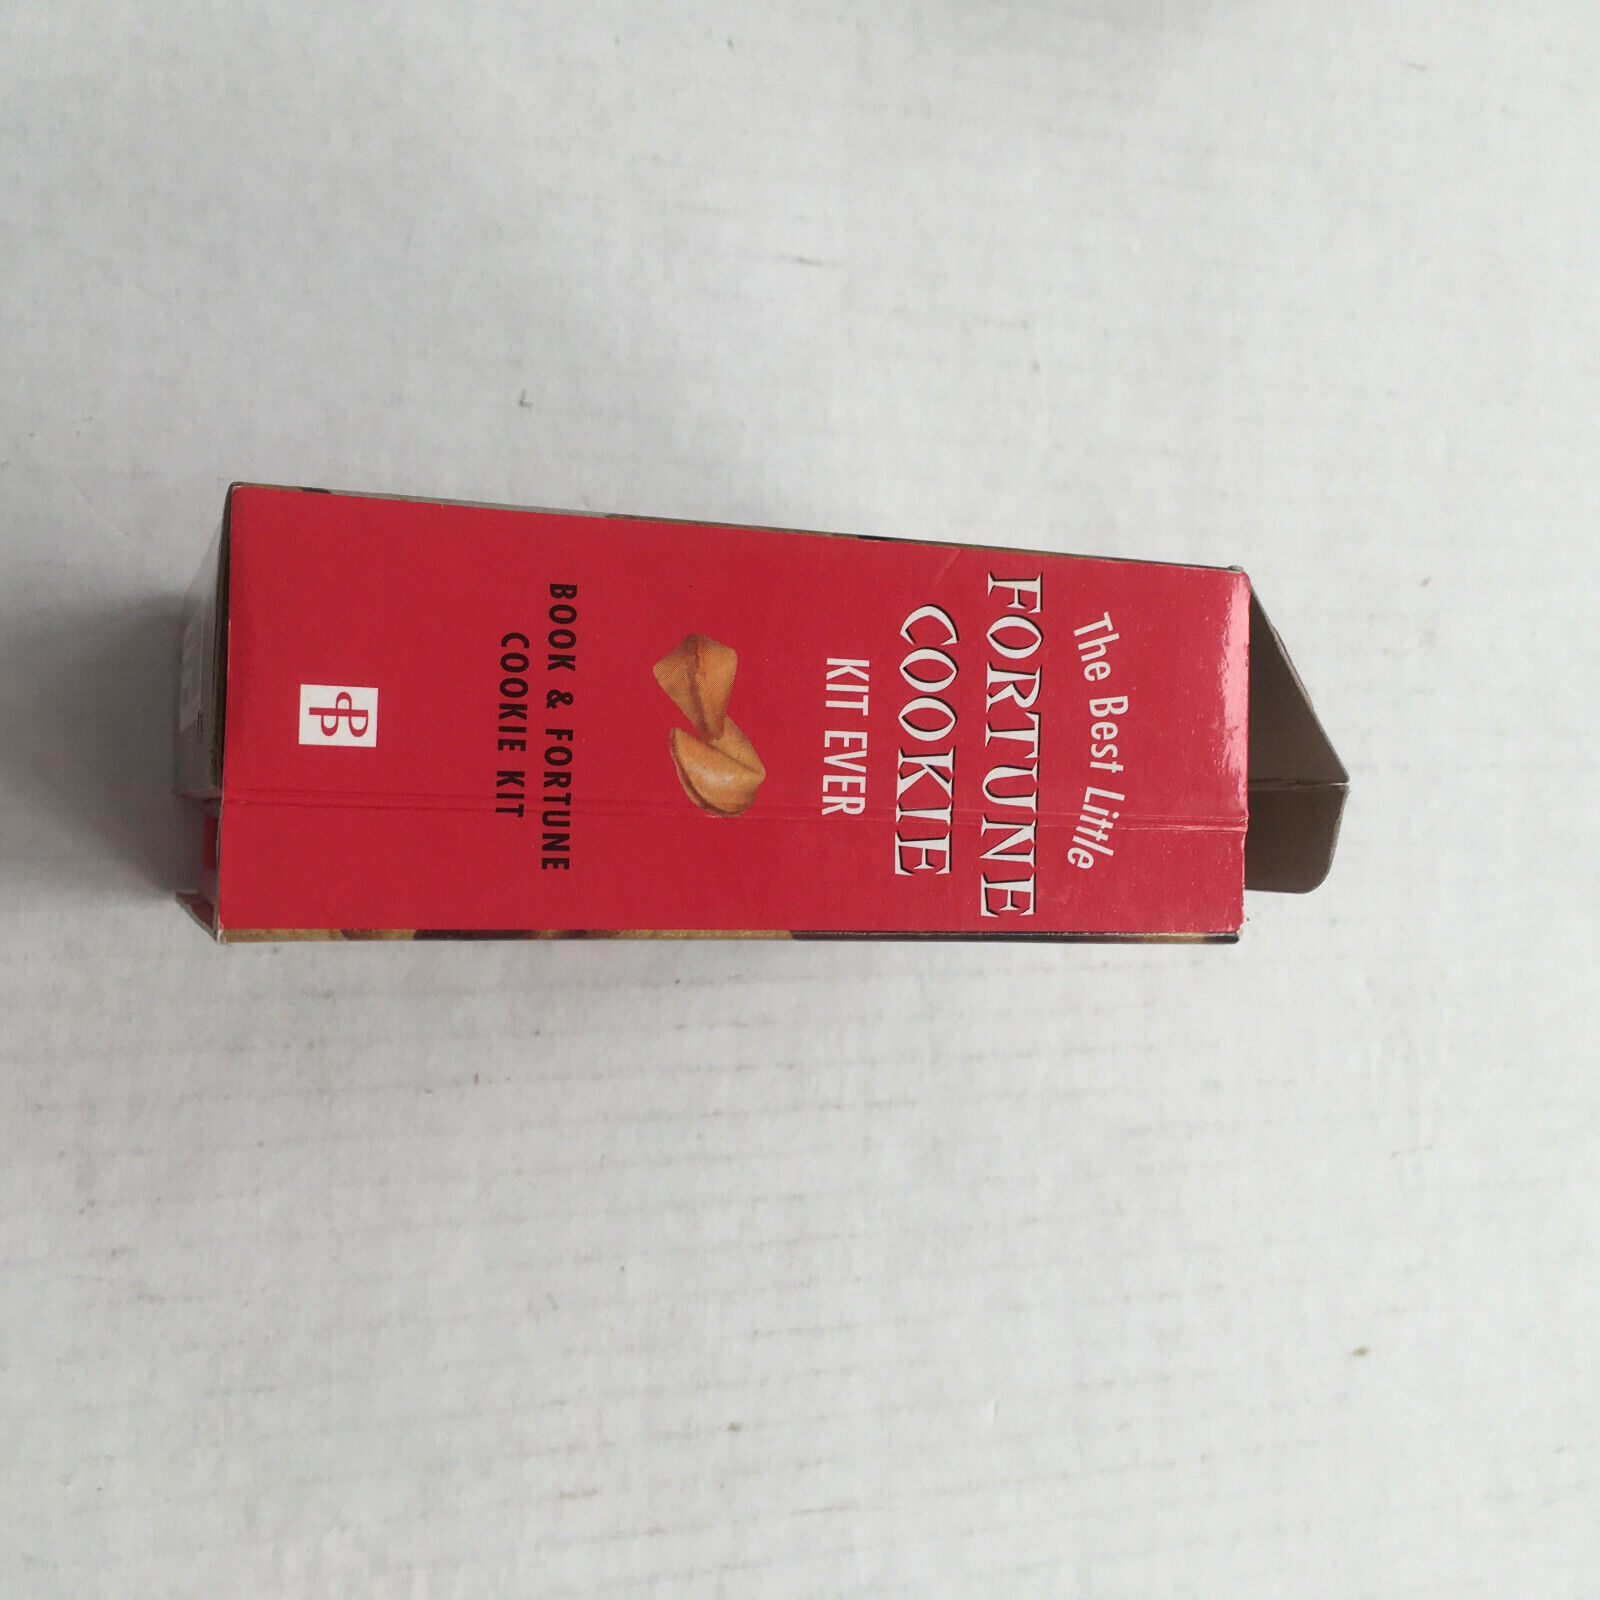 The Best Little
FORTUNE
COOKIE
KIT EVER
BOOK & FORTUNE
COOKIE KIT